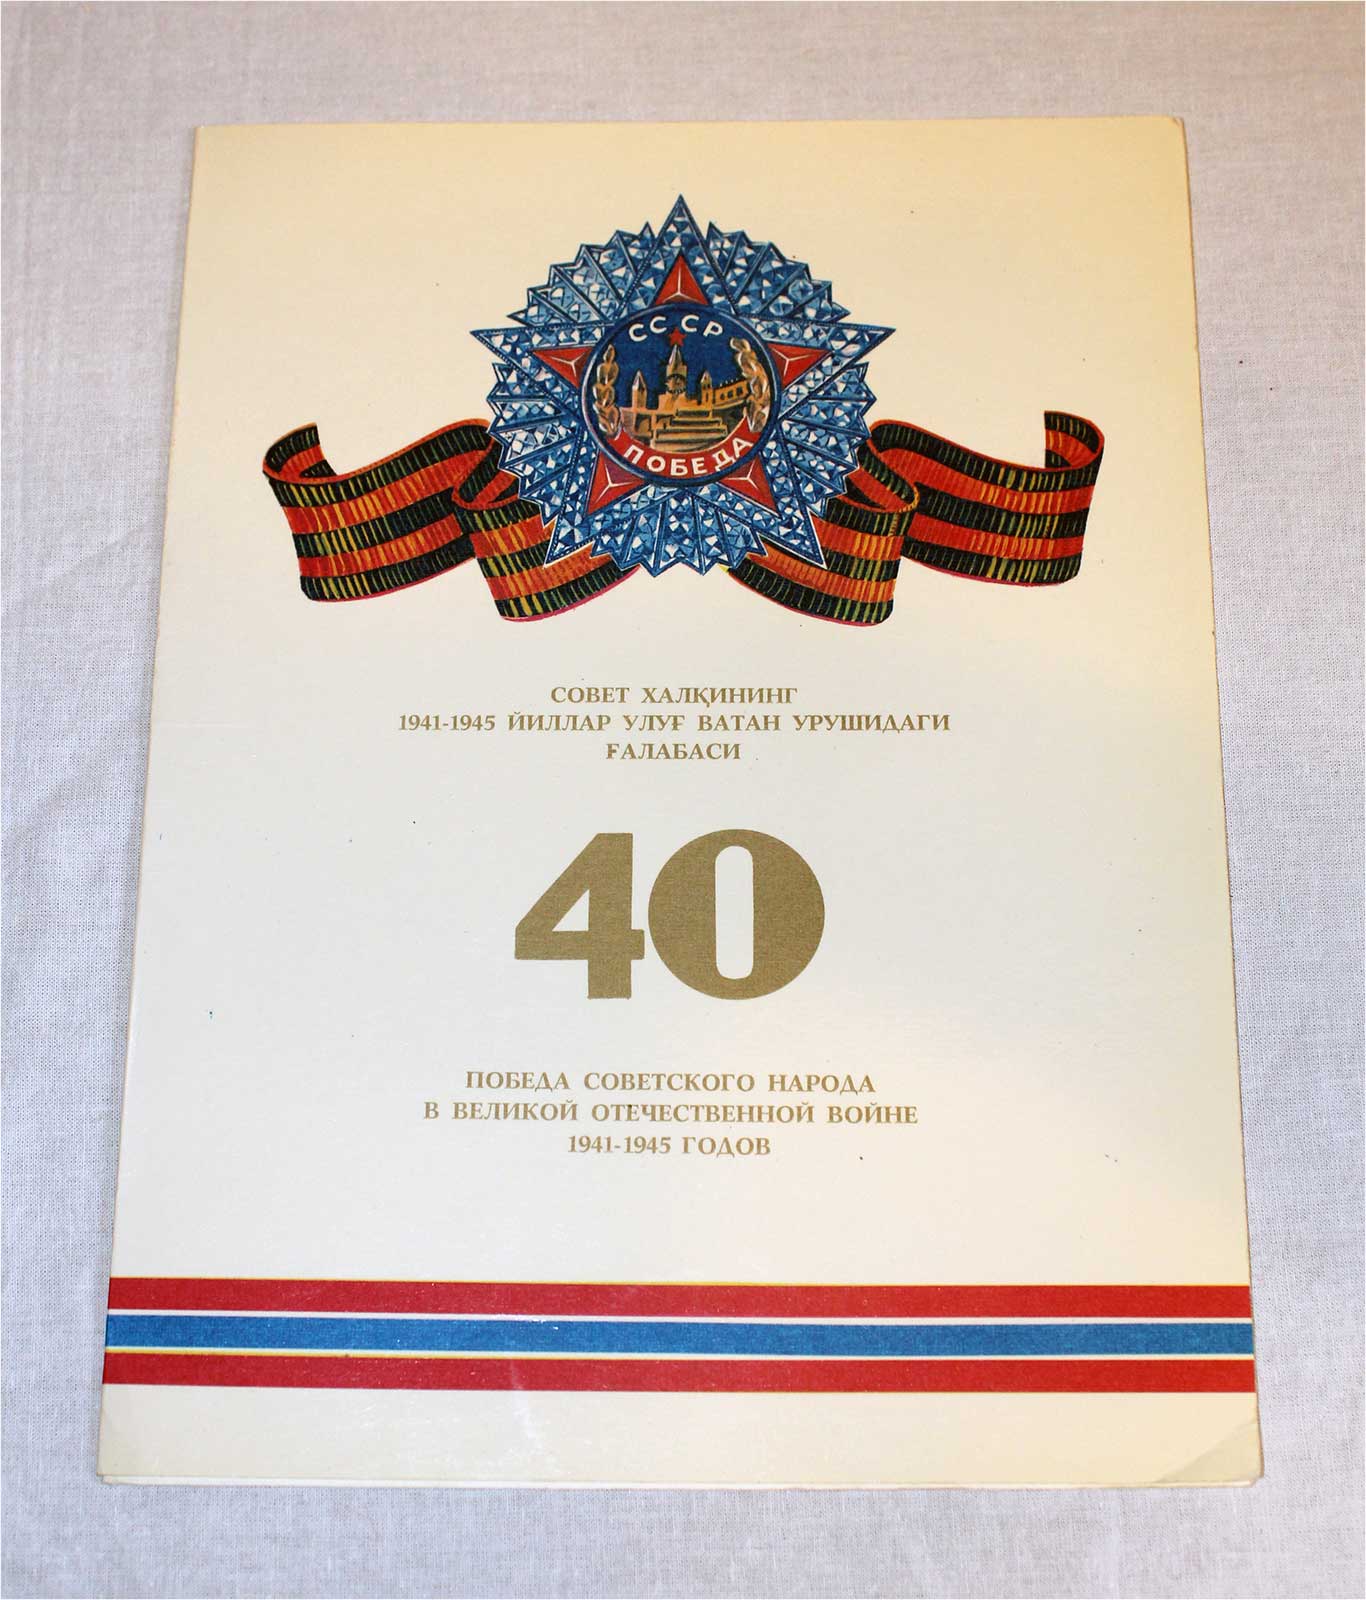 СССР
ПОБЕДА
СОВЕТ ХАЛҚИНИНГ
1941-1945 ЙИЛЛАР УЛУҒ ВАТАН УРУШИДАГИ
ҒАЛАБАСИ
40
ПОБЕДА СОВЕТСКОГО НАРОДА
В ВЕЛИКОЙ ОТЕЧЕСТВЕННОЙ ВОЙНЕ
1941-1945 ГОДОВ